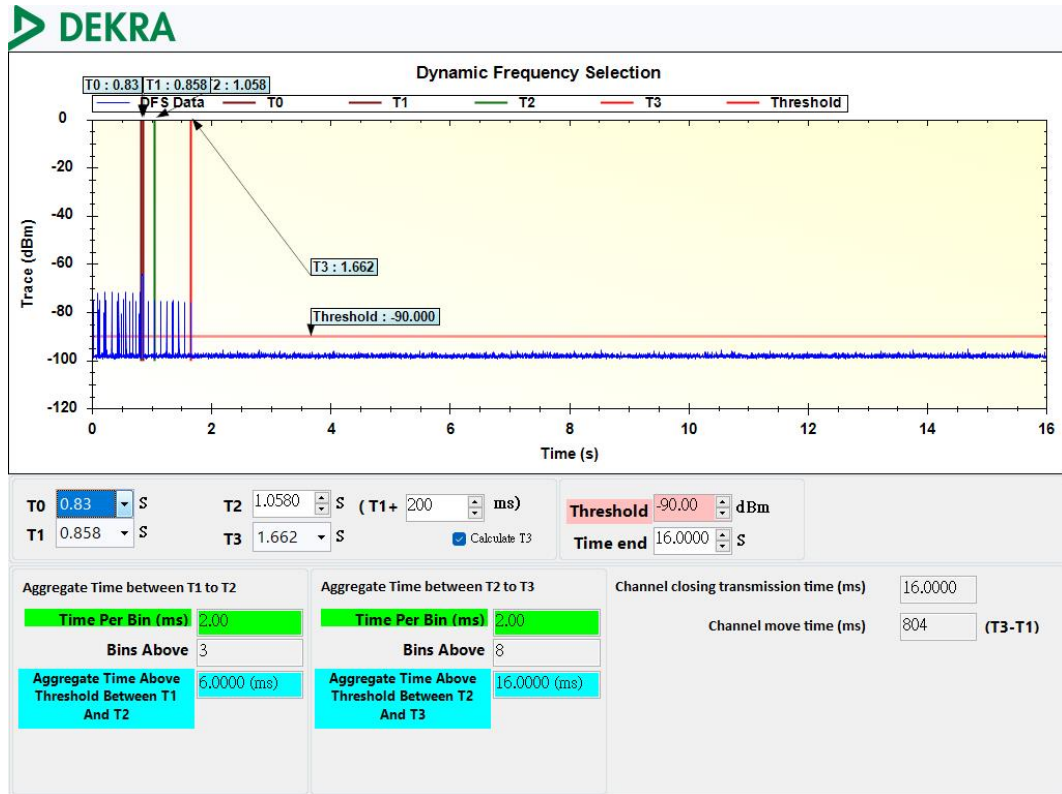 DEKRA
Dynamic Frequency Selection
T0 : 0.83 T1 : 0.858 2 : 1.058
DFS Data T0 T1 T2 T3 Threshold
0
-20
-40
-60
-80
-100
-120
Trace (dBm)
T3 : 1.662
Threshold : -90.000
0 2 4 6 8 10 12 14 16
Time (s)
T0 0.83 S T2 1.0580 S ( T1+ 200 ms) Threshold -90.00 dBm
T1 0.858 S T3 1.662 S Calculate T3 Time end 16.0000 S
Aggregate Time between T1 to T2
Time Per Bin (ms) 2.00
Bins Above 3
Aggregate Time Above 6.0000 (ms)
Threshold Between T1
And T2
Aggregate Time between T2 to T3
Time Per Bin (ms) 2.00
Bins Above 8
Aggregate Time Above 16.0000 (ms)
Threshold Between T2
And T3
Channel closing transmission time (ms) 16.0000
Channel move time (ms) 804 (T3-T1)